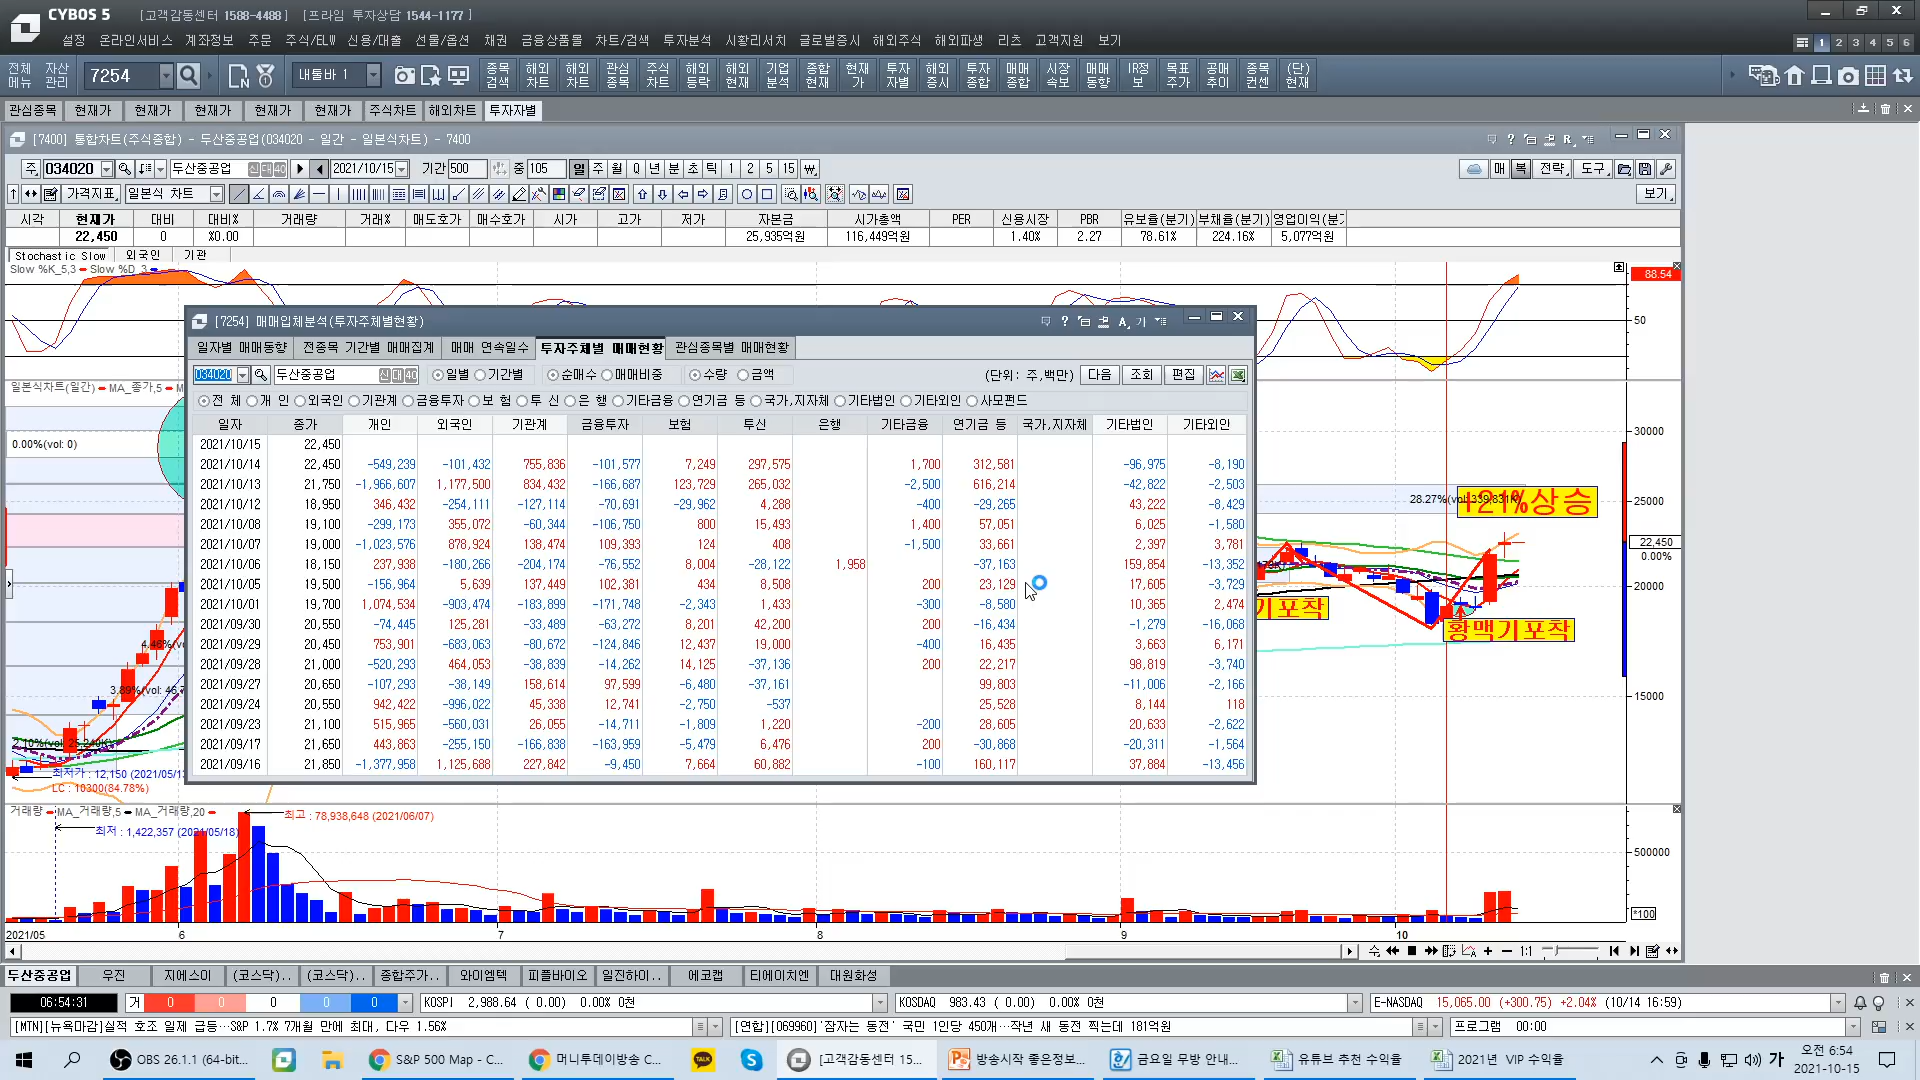 CYBOS 5 [고객감동센터 1588-4488] [프라임 투자상담 1544-1177]
설정 온라인서비스 계좌정보 주문 주식/ELW 신용/대출 선물/옵션 채권 금융상품몰 차트/검색 투자분석 시황리서치 글로벌증시 해외주식 해외파생 리츠 고객지원 보기
1 2 3 4 5 6
전체메뉴 자산관리 7254 내툴바 1 종목검색 해외차트 해외차트 관심종목 주식차트 해외등락 해외현재 기업분석 종합현재 현재가 투자자별 해외증시 투자종합 매매종합 시장속보 매매동향 IR정보 목표주가 공매추이 종목컨센 (단)현재
관심종목 현재가 현재가 현재가 현재가 현재가 주식차트 해외차트 투자자별
[7400] 통합차트(주식종합) - 두산중공업(034020 - 일간 - 일본식차트) - 7400
주 034020 두산중공업 신대40 2021/10/15 기간 500 중 105 일 주 월 Q 년 분 초 틱 1 2 5 15 매 복 전략 도구
가격지표 일본식 차트 보기
시각 현재가 대비 대비% 거래량 거래% 매도호가 매수호가 시가 고가 저가 자본금 시가총액 PER 신용시장 PBR 유보율(분기) 부채율(분기) 영업이익(분기
22,450 0 %0.00 25,935억원 116,449억원 1.40% 2.27 78.61% 224.16% 5,077억원
Stochastic Slow 외국인 기관
Slow %K_5,3 Slow %D_3
88.54
50
[7254] 매매입체분석(투자주체별현황)
일자별 매매동향 전종목 기간별 매매집계 매매 연속일수 투자주체별 매매현황 관심종목별 매매현황
034020 두산중공업 신대40 일별 기간별 순매수 매매비중 수량 금액 (단위: 주,백만) 다음 조회 편집
전 체 개 인 외국인 기관계 금융투자 보 험 투 신 은 행 기타금융 연기금 등 국가,지자체 기타법인 기타외인 사모펀드
일자 종가 개인 외국인 기관계 금융투자 보험 투신 은행 기타금융 연기금 등 국가,지자체 기타법인 기타외인
2021/10/15 22,450
2021/10/14 22,450 -549,239 -101,432 755,836 -101,577 7,249 297,575 1,700 312,581 -96,975 -8,190
2021/10/13 21,750 -1,966,607 1,177,500 834,432 -166,687 123,729 265,032 -2,500 616,214 -42,822 -2,503
2021/10/12 18,950 346,432 -254,111 -127,114 -70,691 -29,962 4,288 -400 -29,265 43,222 -8,429
2021/10/08 19,100 -299,173 355,072 -60,344 -106,750 800 15,493 1,400 57,051 6,025 -1,580
2021/10/07 19,000 -1,023,576 878,924 138,474 109,393 124 408 -1,500 33,661 2,397 3,781
2021/10/06 18,150 237,938 -180,266 -204,174 -76,552 8,004 -28,122 1,958 -37,163 159,854 -13,352
2021/10/05 19,500 -156,964 5,639 137,449 102,381 434 8,508 200 23,129 17,605 -3,729
2021/10/01 19,700 1,074,534 -903,474 -183,899 -171,748 -2,343 1,433 -300 -8,580 10,365 2,474
2021/09/30 20,550 -74,445 125,281 -33,489 -63,272 8,201 42,200 200 -16,434 -1,279 -16,068
2021/09/29 20,450 753,901 -683,063 -80,672 -124,846 12,437 19,000 -400 16,435 3,663 6,171
2021/09/28 21,000 -520,293 464,053 -38,839 -14,262 14,125 -37,136 200 22,217 98,819 -3,740
2021/09/27 20,650 -107,293 -38,149 158,614 97,599 -6,480 -37,161 99,803 -11,006 -2,166
2021/09/24 20,550 942,422 -996,022 45,338 12,741 -2,750 -537 25,528 8,144 118
2021/09/23 21,100 515,965 -560,031 26,055 -14,711 -1,809 1,220 -200 28,605 20,633 -2,622
2021/09/17 21,650 443,863 -255,150 -166,838 -163,959 -5,479 6,476 200 -30,868 -20,311 -1,564
2021/09/16 21,850 -1,377,958 1,125,688 227,842 -9,450 7,664 60,882 -100 160,117 37,884 -13,456
일본식차트(일간) MA_종가,5
0.00%(vol: 0)
30000
28.27%(vol:339,831K)
121%상승
25000
22,450
0.00%
20000
기포착
황맥기포착
15000
최저가 : 12,150 (2021/05/1
LC : 10300(84.78%)
거래량 MA_거래량,5 MA_거래량,20
최고 : 78,938,648 (2021/06/07)
최저 : 1,422,357 (2021/05/18)
500000
*100
2021/05 6 7 8 9 10
1:1
두산중공업 우진 지에스이 (코스닥).. (코스닥).. 종합주가.. 와이엠텍 피플바이오 일진하이.. 에코캡 티에이치엔 대원화성
06:54:31 거 0 0 0 0 0 KOSPI 2,988.64 ( 0.00) 0.00% 0천 KOSDAQ 983.43 ( 0.00) 0.00% 0천 E-NASDAQ 15,065.00 (+300.75) +2.04% (10/14 16:59)
[MTN][뉴욕마감]실적 호조 일제 급등…S&P 1.7% 7개월 만에 최대, 다우 1.56% [연합][069960]'잠자는 동전' 국민 1인당 450개…작년 새 동전 찍는데 181억원 프로그램 00:00
OBS 26.1.1 (64-bit... S&P 500 Map - C... 머니투데이방송 C... TALK [고객감동센터 15... 방송시작 좋은정보... 금요일 무방 안내... 유튜브 추천 수익율 2021년 VIP 수익율 가 오전 6:54
2021-10-15